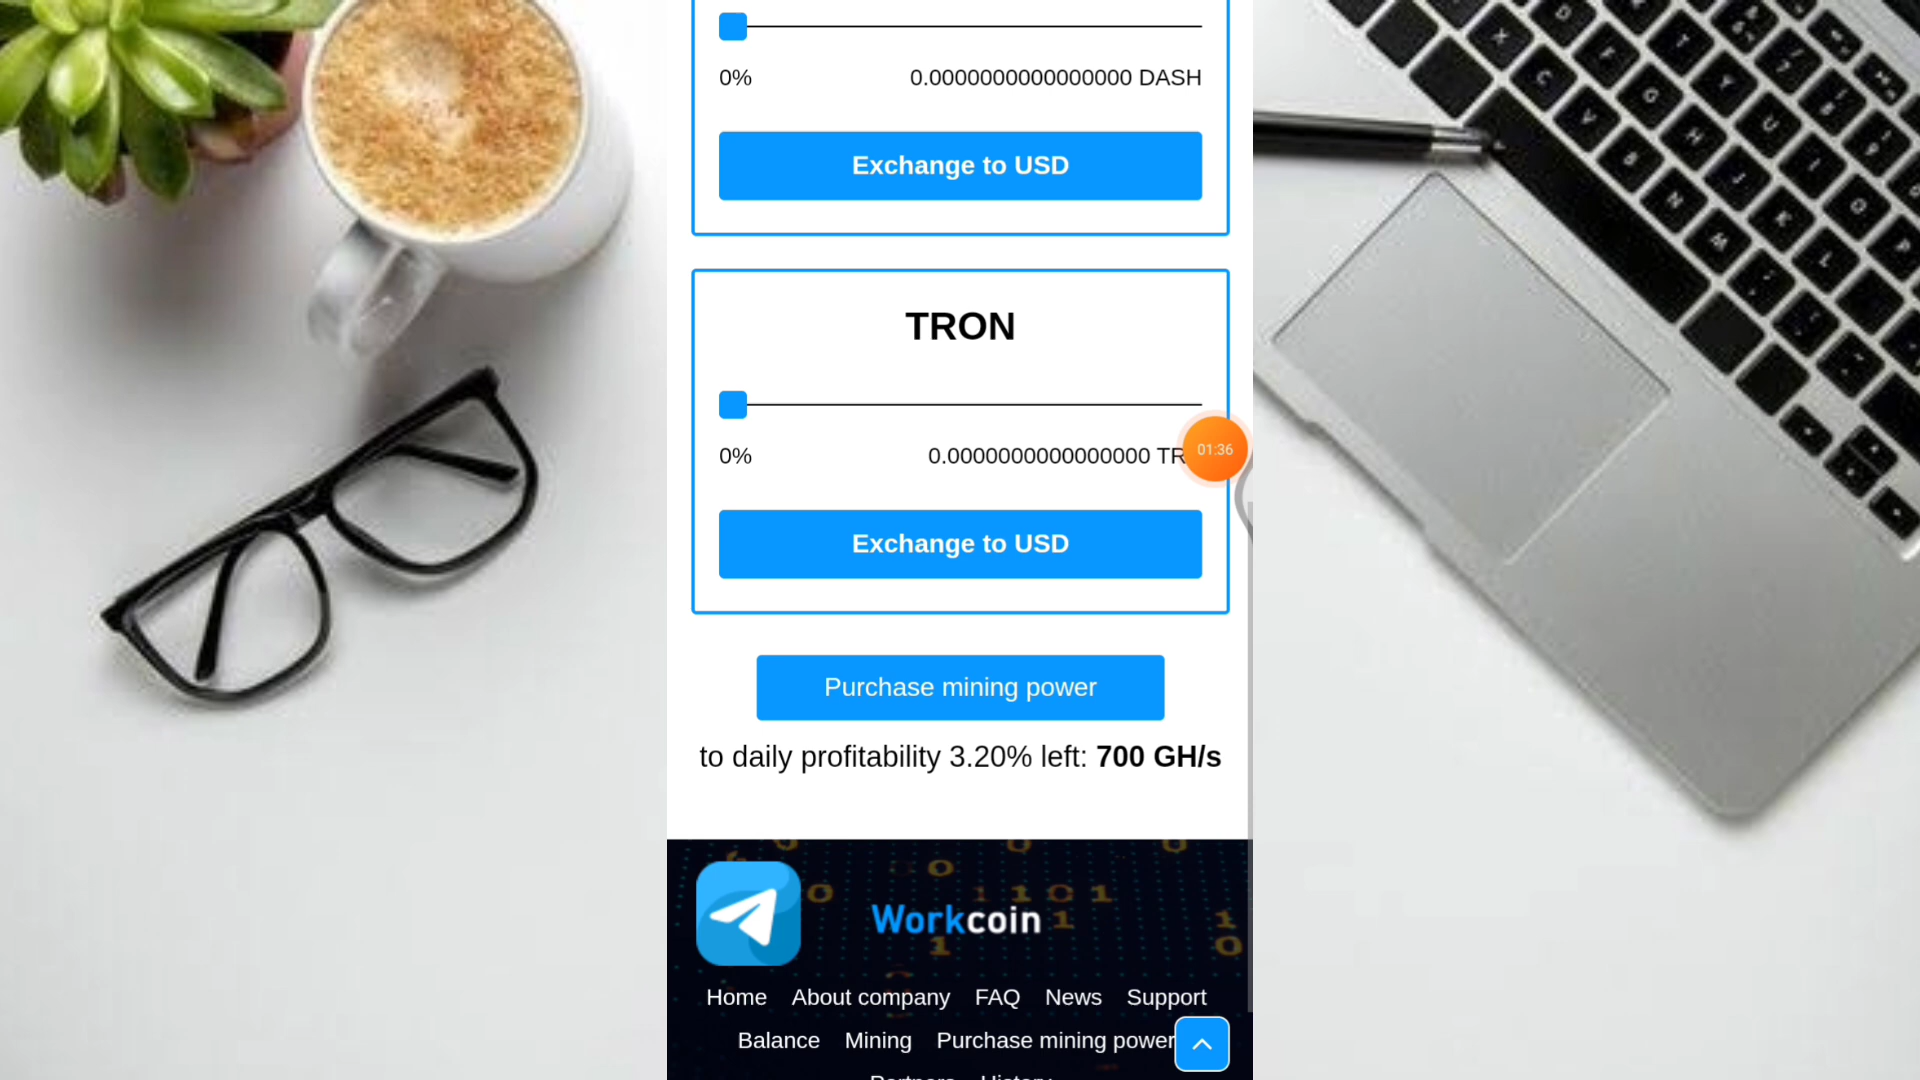 0% 0.0000000000000000 DASH
Exchange to USD
TRON
0% 0.0000000000000000 TR
01:36
Exchange to USD
Purchase mining power
to daily profitability 3.20% left: 700 GH/s
Workcoin
Home About company FAQ News Support
Balance Mining Purchase mining power
Partners History